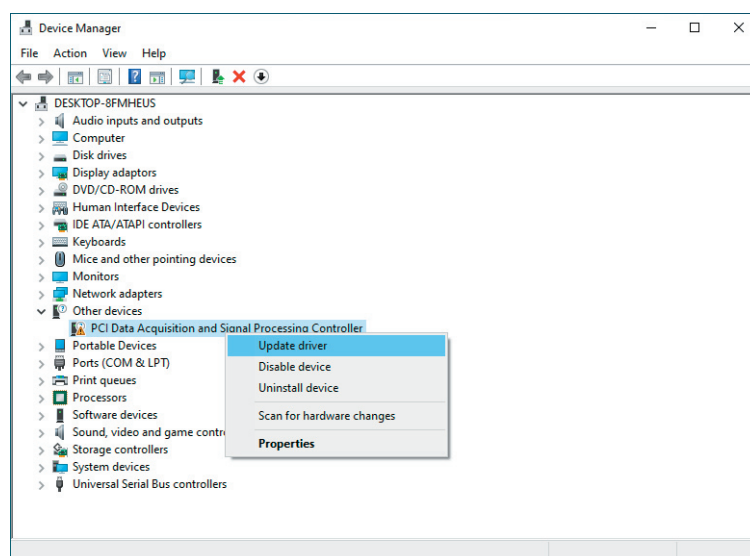 Device Manager
File Action View Help
DESKTOP-8FMHEUS
Audio inputs and outputs
Computer
Disk drives
Display adaptors
DVD/CD-ROM drives
Human Interface Devices
IDE ATA/ATAPI controllers
Keyboards
Mice and other pointing devices
Monitors
Network adapters
Other devices
PCI Data Acquisition and Signal Processing Controller
Update driver
Disable device
Uninstall device
Scan for hardware changes
Properties
Portable Devices
Ports (COM & LPT)
Print queues
Processors
Software devices
Sound, video and game contr
Storage controllers
System devices
Universal Serial Bus controllers